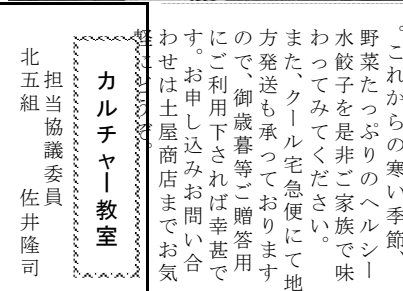 。これからの寒い季節、
野菜たっぷりのヘルシー
水餃子を是非ご家族で味
わってみてください。
また、クール宅急便にて地
方発送も承っております
ので、御歳暮等ご贈答用
にご利用下されば幸甚で
す。お申し込みお問い合
わせは土屋商店までお気
軽にどうぞ。
カルチャー教室
担当協議委員
北五組　佐井隆司